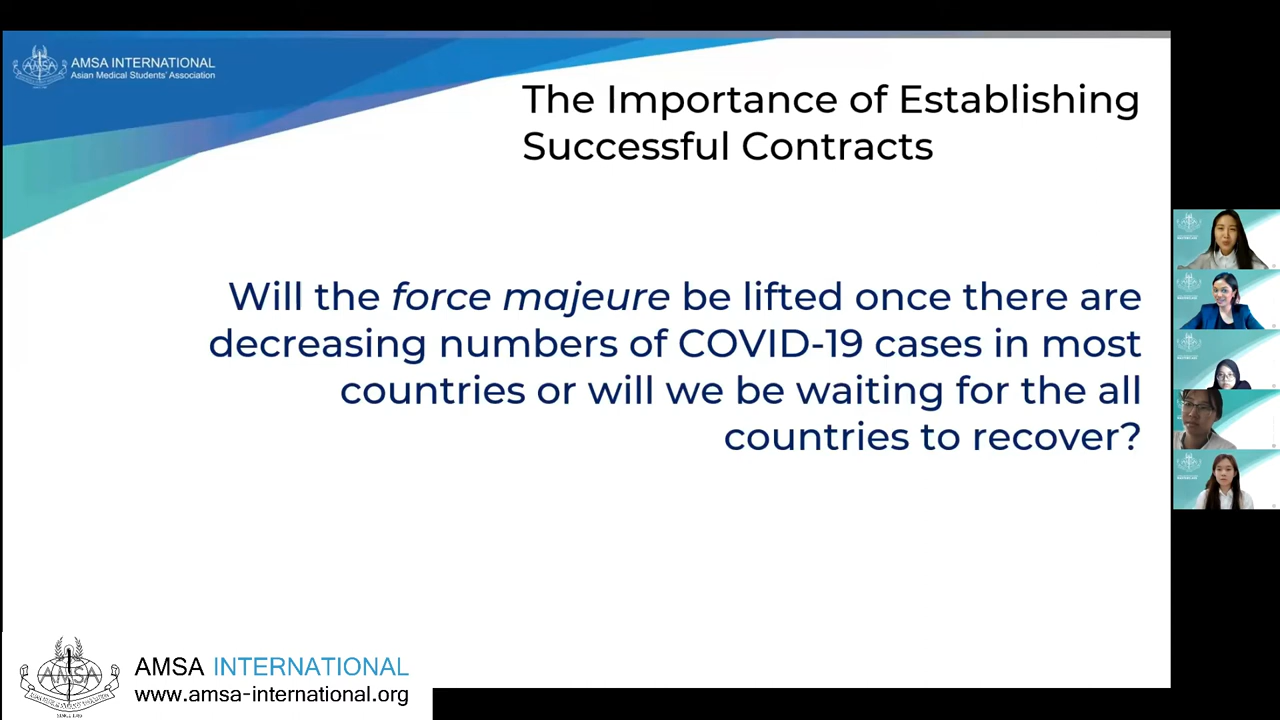 AMSA INTERNATIONAL
Asian Medical Students' Association
The Importance of Establishing
Successful Contracts
Will the force majeure be lifted once there are
decreasing numbers of COVID-19 cases in most
countries or will we be waiting for the all
countries to recover?
AMSA INTERNATIONAL
www.amsa-international.org